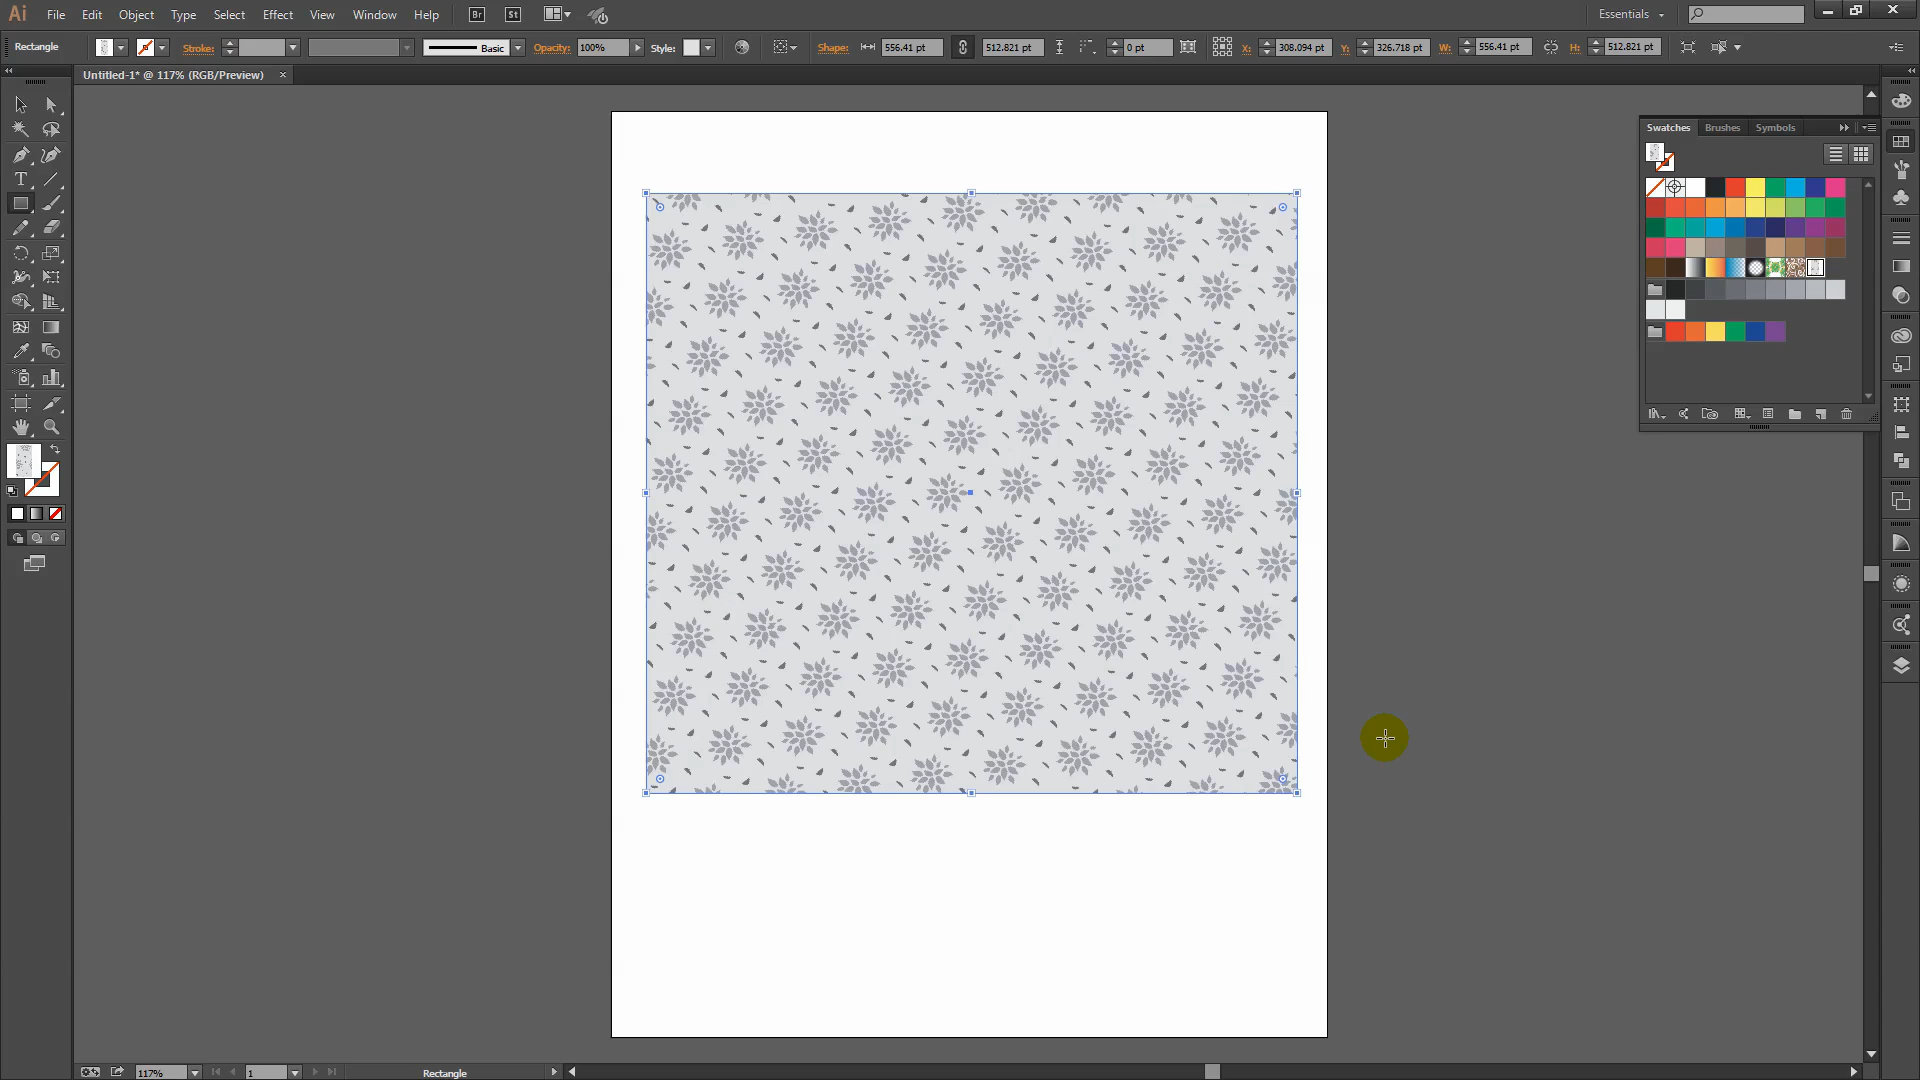 Ai File Edit Object Type Select Effect View Window Help Br St Essentials
Rectangle Stroke: Basic Opacity: 100% Style: Shape: 556.41 pt 512.821 pt 0 pt X: 308.094 pt Y: 326.718 pt W: 556.41 pt H: 512.821 pt
Untitled-1* @ 117% (RGB/Preview)
Swatches Brushes Symbols
117% 1 Rectangle